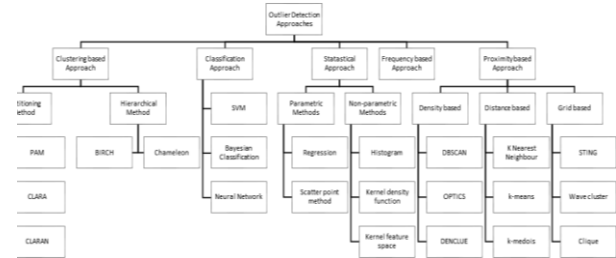 Outlier Detection
Approaches
Clustering based
Approach
Classification
Approach
Statastical
Approach
Frequency based
Approach
Proximity based
Approach
titioning
ethod
Hierarchical
Method
SVM
Parametric
Methods
Non-parametric
Methods
Density based
Distance based
Grid based
PAM
BIRCH
Chameleon
Bayesian
Classification
Regression
Histogram
DBSCAN
K Nearest
Neighbour
STING
CLARA
Neural Network
Scatter point
method
Kernel density
function
OPTICS
k-means
Wave cluster
CLARAN
Kernel feature
space
DENCLUE
k-medois
Clique